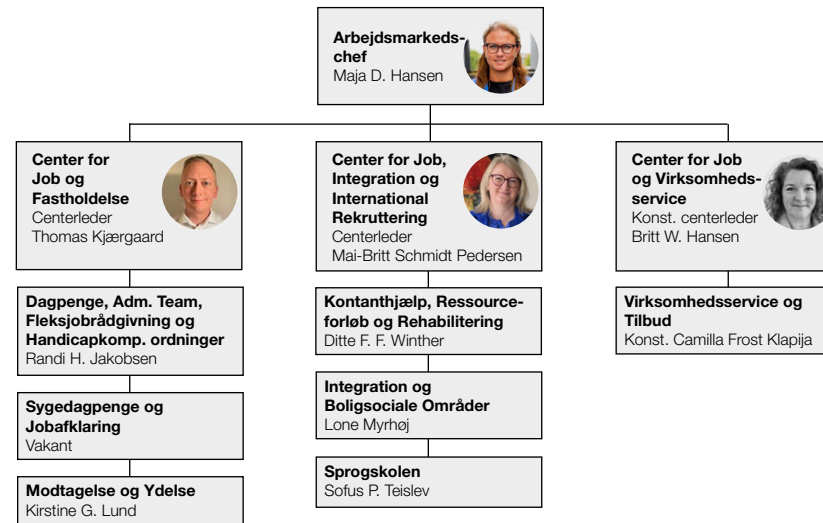 Arbejdsmarkeds-
chef
Maja D. Hansen
Center for
Job og
Fastholdelse
Centerleder
Thomas Kjærgaard
Center for Job,
Integration og
International
Rekruttering
Centerleder
Mai-Britt Schmidt Pedersen
Center for Job
og Virksomheds-
service
Konst. centerleder
Britt W. Hansen
Dagpenge, Adm. Team,
Fleksjobrådgivning og
Handicapkomp. ordninger
Randi H. Jakobsen
Kontanthjælp, Ressource-
forløb og Rehabilitering
Ditte F. F. Winther
Virksomhedsservice og
Tilbud
Konst. Camilla Frost Klapija
Sygedagpenge og
Jobafklaring
Vakant
Integration og
Boligsociale Områder
Lone Myrhøj
Modtagelse og Ydelse
Kirstine G. Lund
Sprogskolen
Sofus P. Teislev